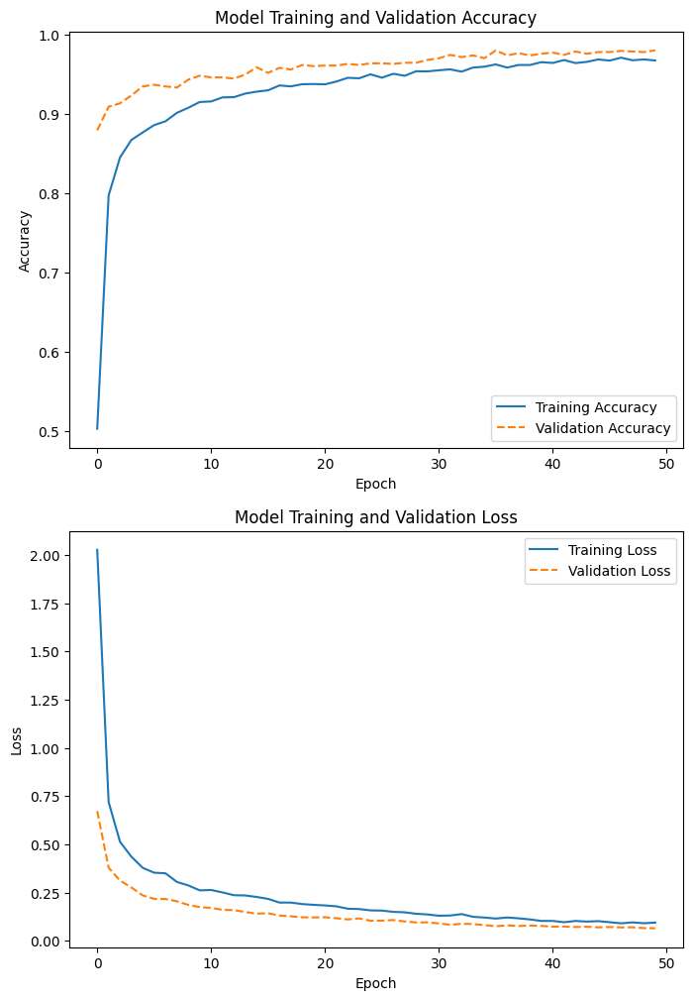 Model Training and Validation Accuracy
1.0
0.9
0.8
0.7
0.6
0.5
Accuracy
Training Accuracy
Validation Accuracy
0 10 20 30 40 50
Epoch
Model Training and Validation Loss
2.00
1.75
1.50
1.25
1.00
0.75
0.50
0.25
0.00
Loss
Training Loss
Validation Loss
0 10 20 30 40 50
Epoch